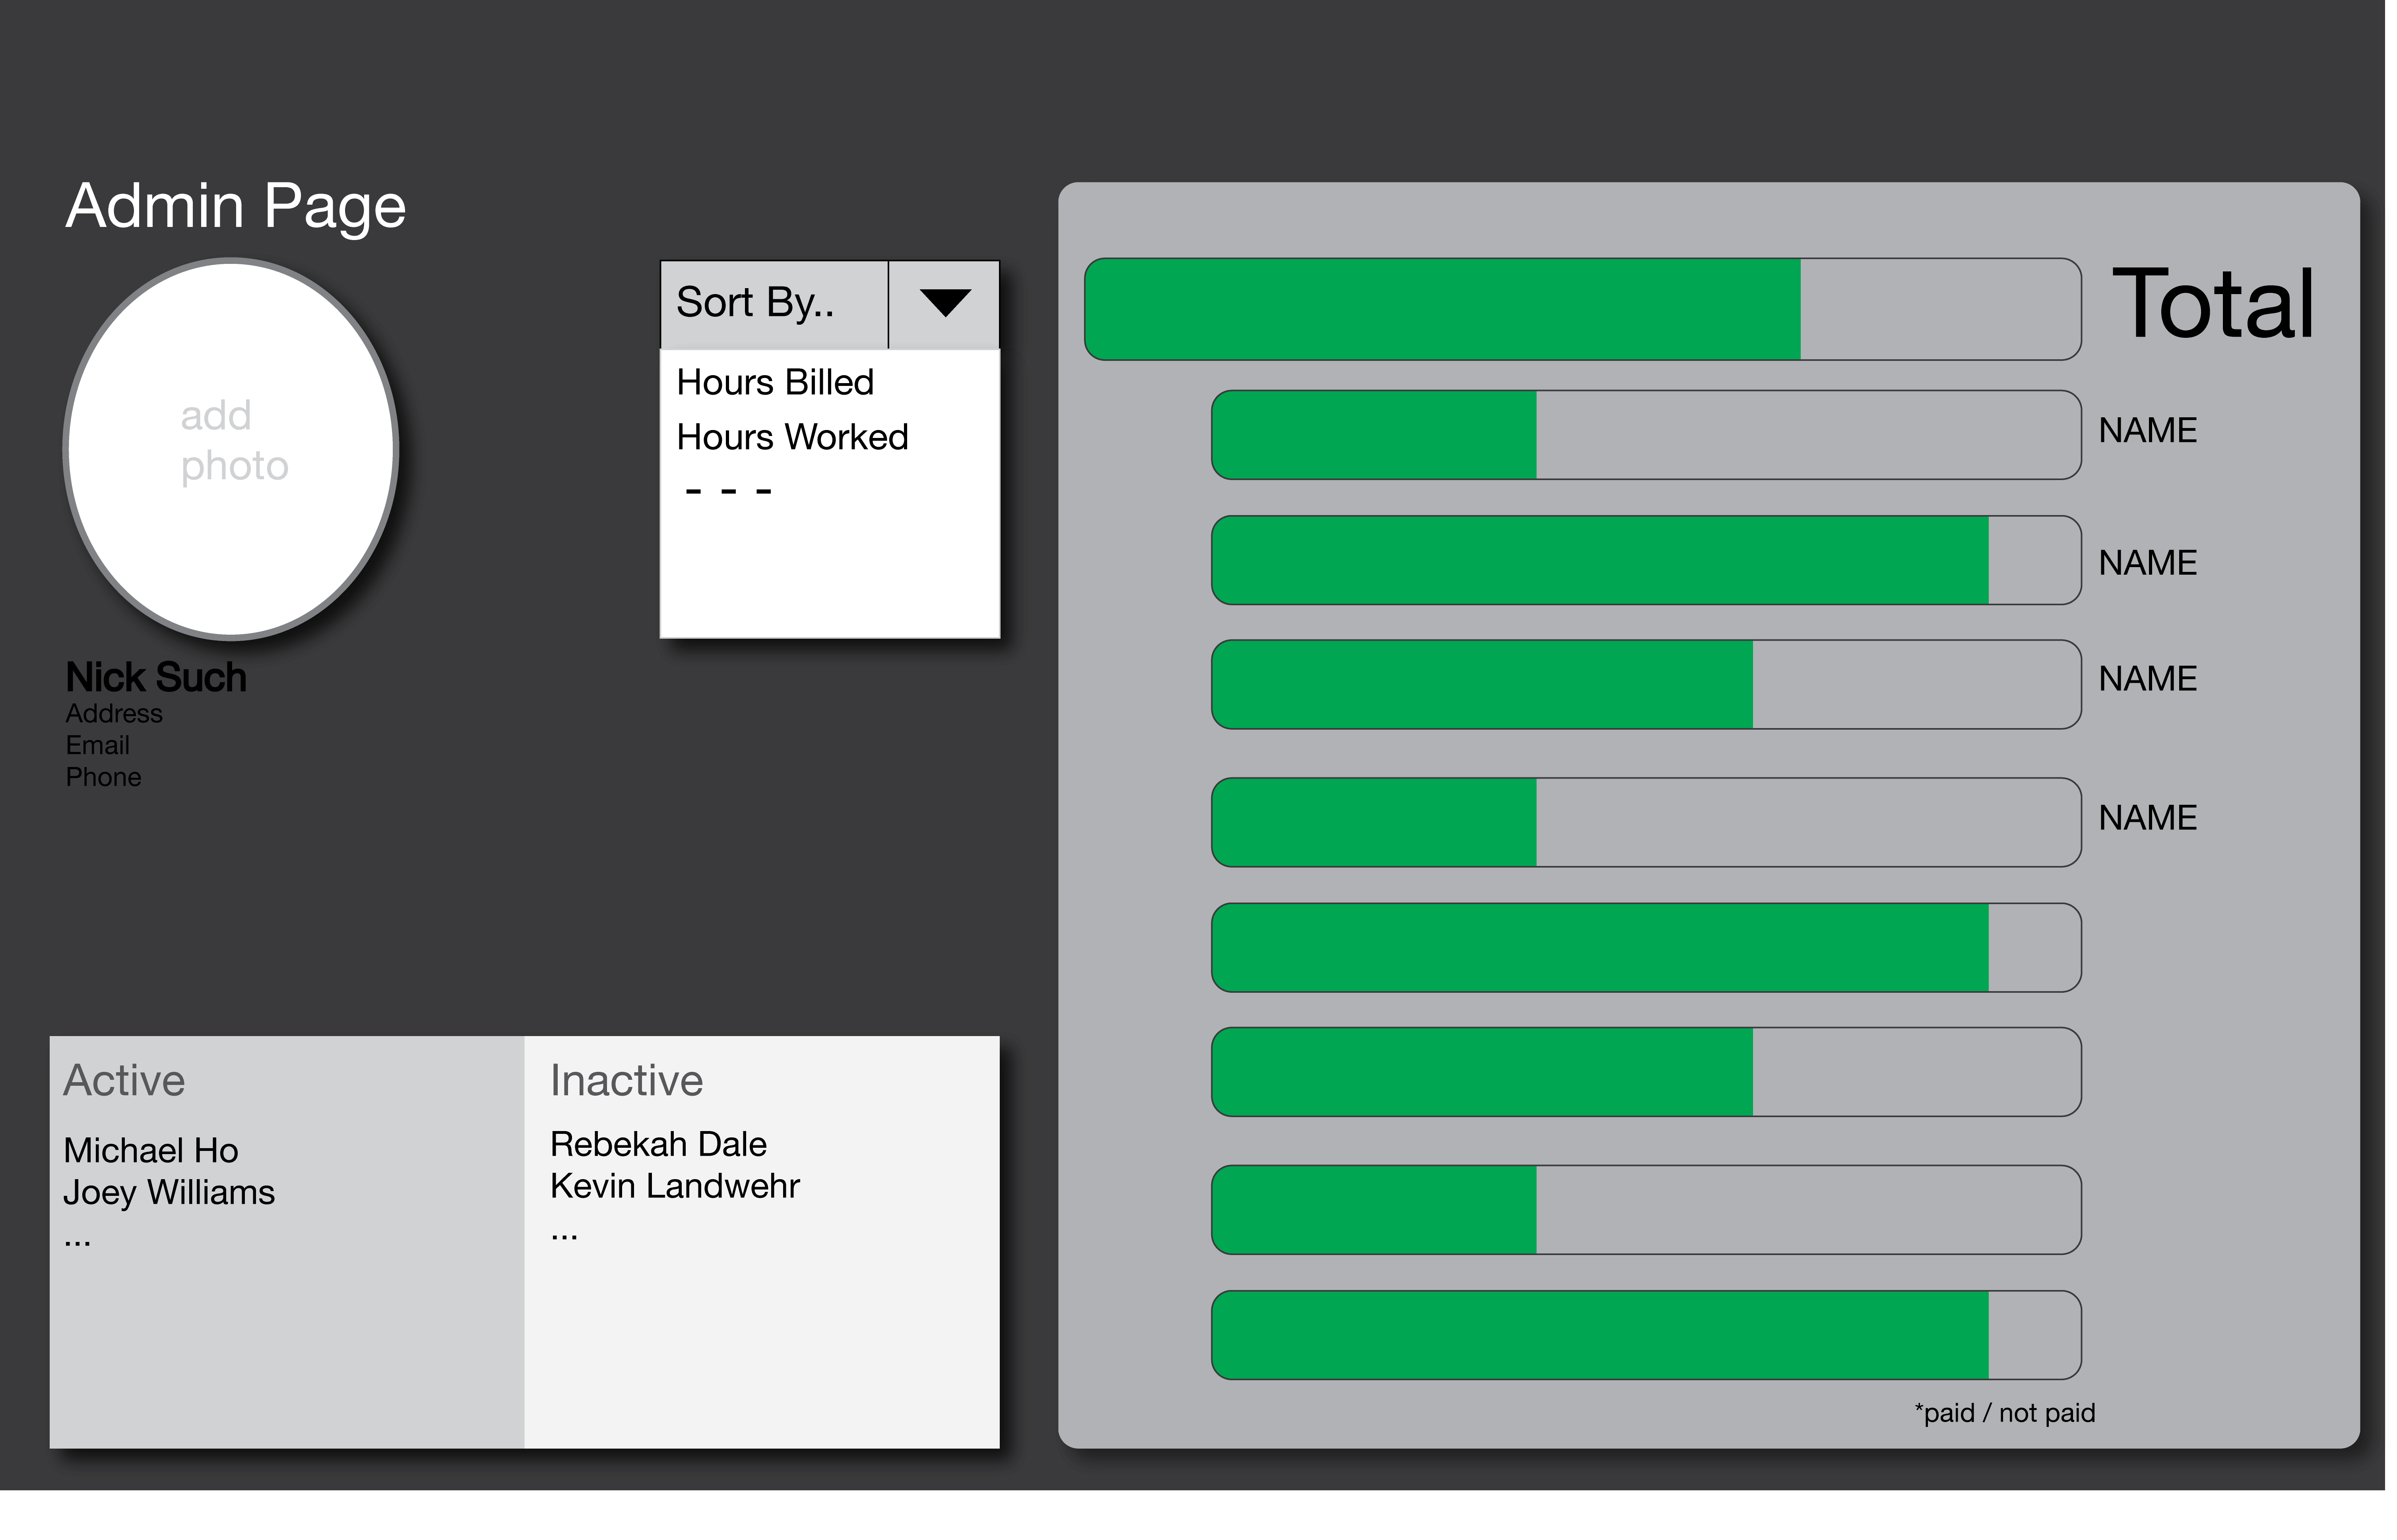 Admin Page
add
photo
Nick Such
Address
Email
Phone
Sort By..
Hours Billed
Hours Worked
- - -
Active
Michael Ho
Joey Williams
...
Inactive
Rebekah Dale
Kevin Landwehr
...
Total
NAME
NAME
NAME
NAME
*paid / not paid